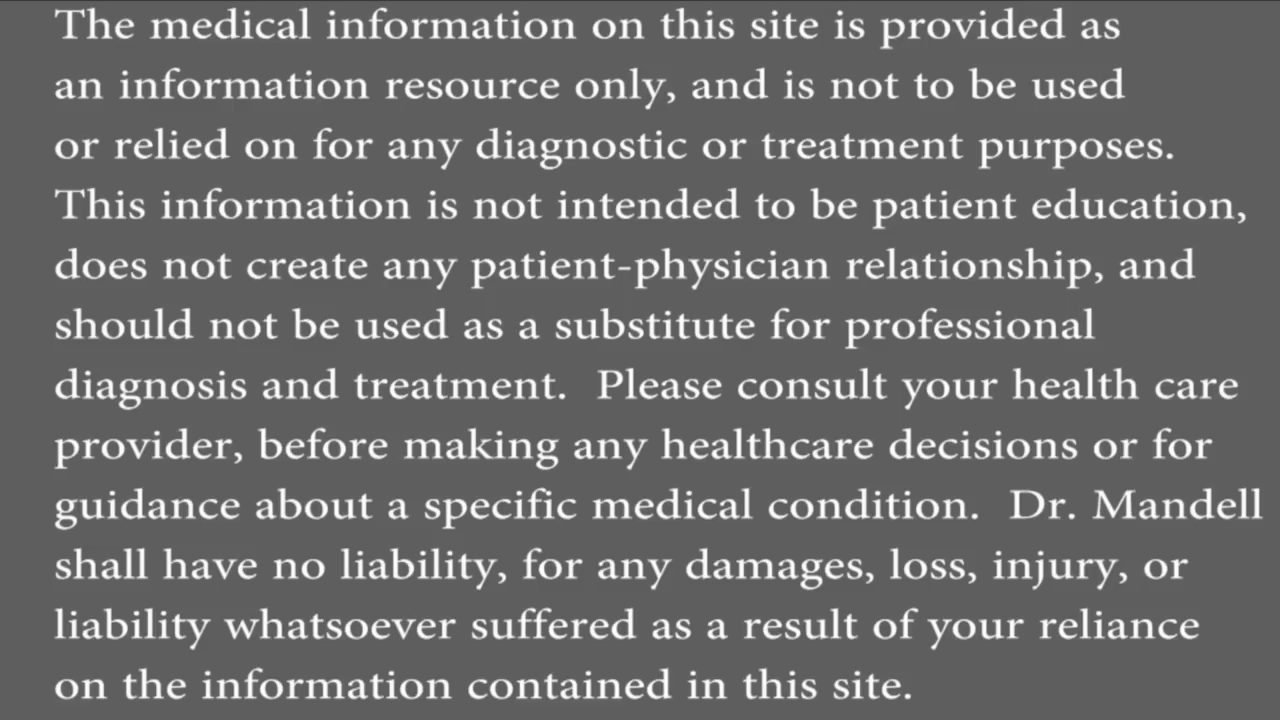 The medical information on this site is provided as
an information resource only, and is not to be used
or relied on for any diagnostic or treatment purposes.
This information is not intended to be patient education,
does not create any patient-physician relationship, and
should not be used as a substitute for professional
diagnosis and treatment.  Please consult your health care
provider, before making any healthcare decisions or for
guidance about a specific medical condition.  Dr. Mandell
shall have no liability, for any damages, loss, injury, or
liability whatsoever suffered as a result of your reliance
on the information contained in this site.